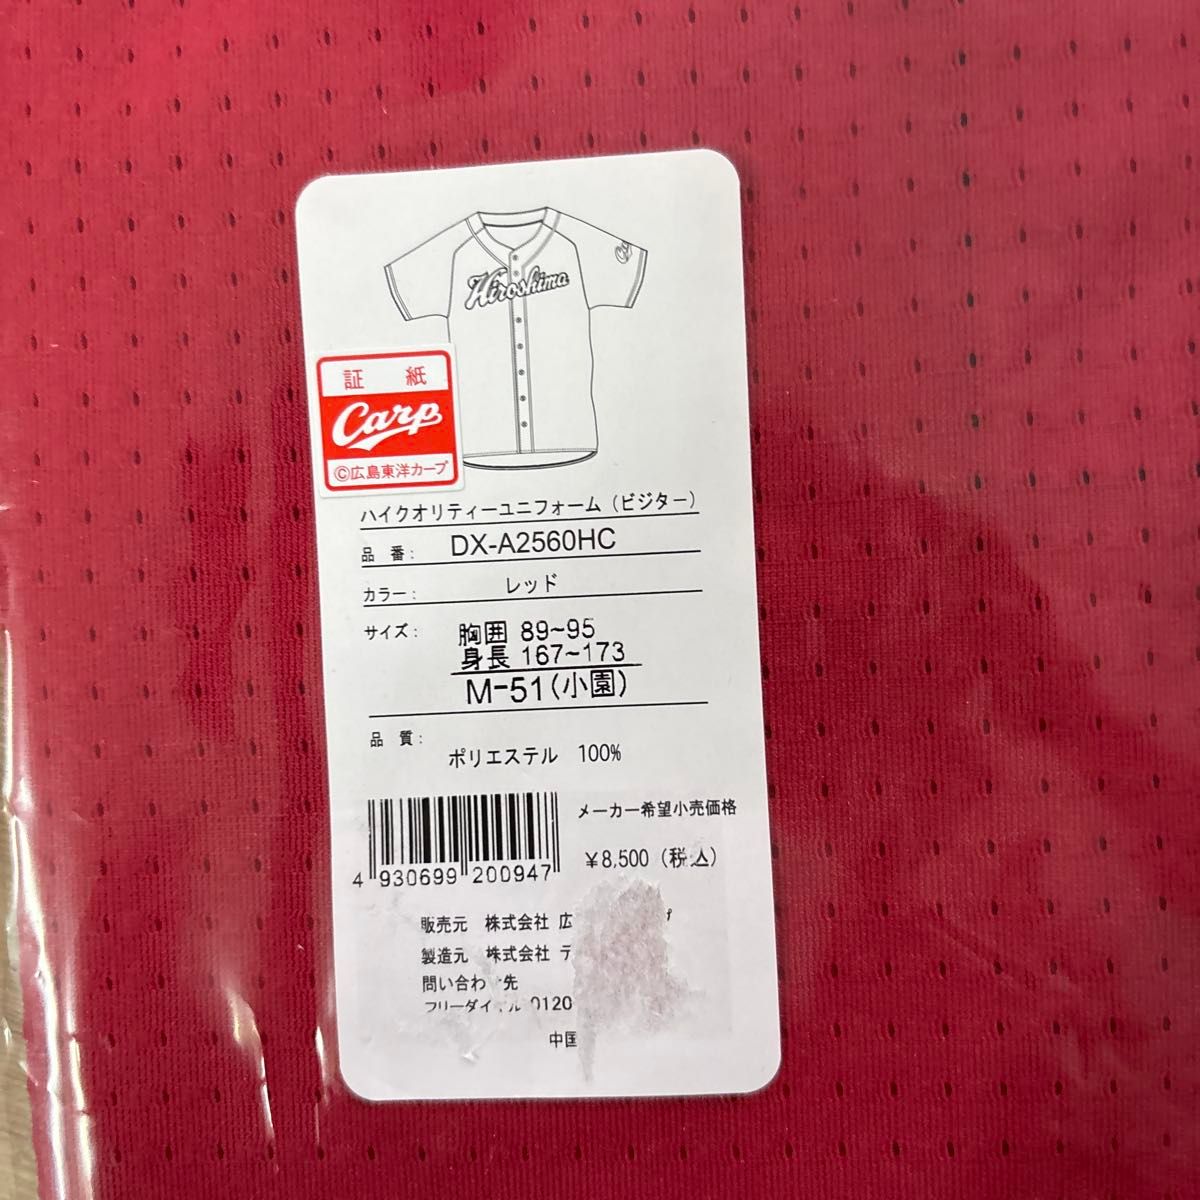 Hiroshima
証 紙
Carp
©広島東洋カープ
ハイクオリティーユニフォーム(ビジター)
品 番: DX-A2560HC
カラー: レッド
サイズ: 胸囲 89~95
身長 167~173
M-51(小園)
品 質:
ポリエステル 100%
メーカー希望小売価格
¥8,500(税込)
4 930699 200947
販売元 株式会社 広
製造元 株式会社 デ
問い合わ 先
フリーダイ 0120
中国